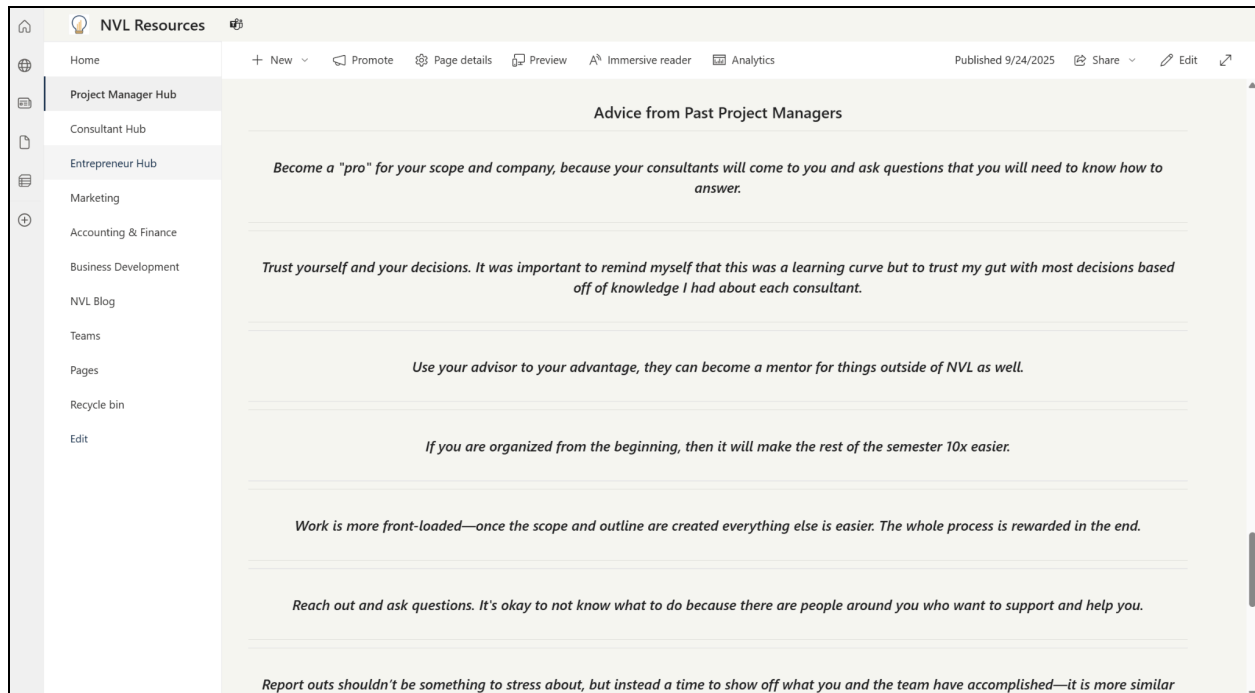 NVL Resources
Home
Project Manager Hub
Consultant Hub
Entrepreneur Hub
Marketing
Accounting & Finance
Business Development
NVL Blog
Teams
Pages
Recycle bin
Edit
New
Promote
Page details
Preview
Immersive reader
Analytics
Published 9/24/2025
Share
Edit
Advice from Past Project Managers
Become a "pro" for your scope and company, because your consultants will come to you and ask questions that you will need to know how to
answer.
Trust yourself and your decisions. It was important to remind myself that this was a learning curve but to trust my gut with most decisions based
off of knowledge I had about each consultant.
Use your advisor to your advantage, they can become a mentor for things outside of NVL as well.
If you are organized from the beginning, then it will make the rest of the semester 10x easier.
Work is more front-loaded—once the scope and outline are created everything else is easier. The whole process is rewarded in the end.
Reach out and ask questions. It's okay to not know what to do because there are people around you who want to support and help you.
Report outs shouldn't be something to stress about, but instead a time to show off what you and the team have accomplished—it is more similar